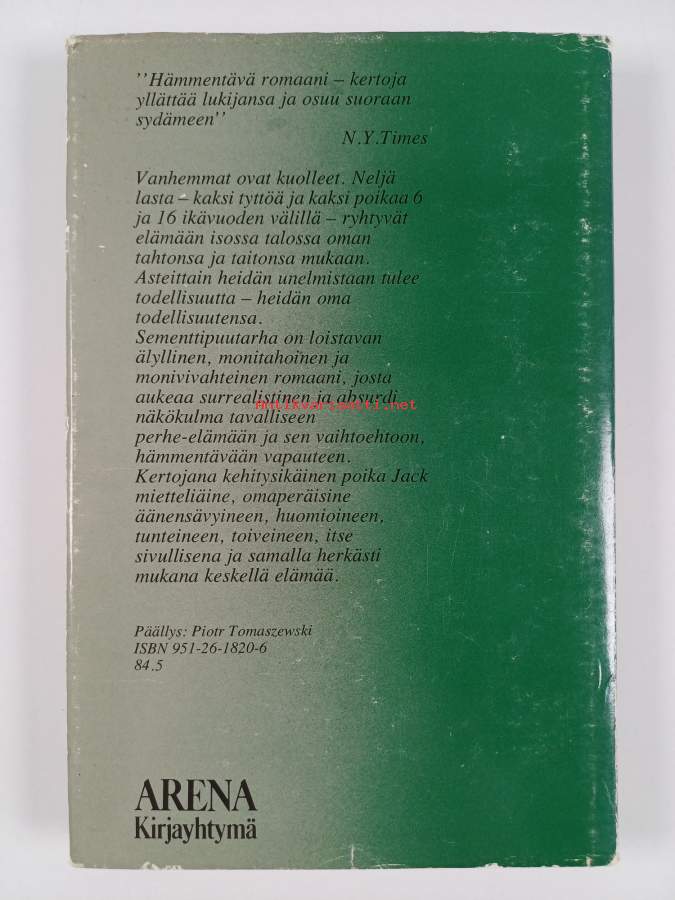 "Hämmentävä romaani – kertoja
yllättää lukijansa ja osuu suoraan
sydämeen"
N.Y.Times
Vanhemmat ovat kuolleet. Neljä
lasta – kaksi tyttöä ja kaksi poikaa 6
ja 16 ikävuoden välillä – ryhtyvät
elämään isossa talossa oman
tahtonsa ja taitonsa mukaan.
Asteittain heidän unelmistaan tulee
todellisuutta – heidän oma
todellisuutensa.
Sementtipuutarha on loistavan
älyllinen, monitahoinen ja
monivivahteinen romaani, josta
aukeaa surrealistinen ja absurdi
Antikvariaatti.net
näkökulma tavalliseen
perhe-elämään ja sen vaihtoehtoon,
hämmentävään vapauteen.
Kertojana kehitysikäinen poika Jack
mietteliäine, omaperäisine
äänensävyineen, huomioineen,
tunteineen, toiveineen, itse
sivullisena ja samalla herkästi
mukana keskellä elämää.
Päällys: Piotr Tomaszewski
ISBN 951-26-1820-6
84.5
ARENA
Kirjayhtymä